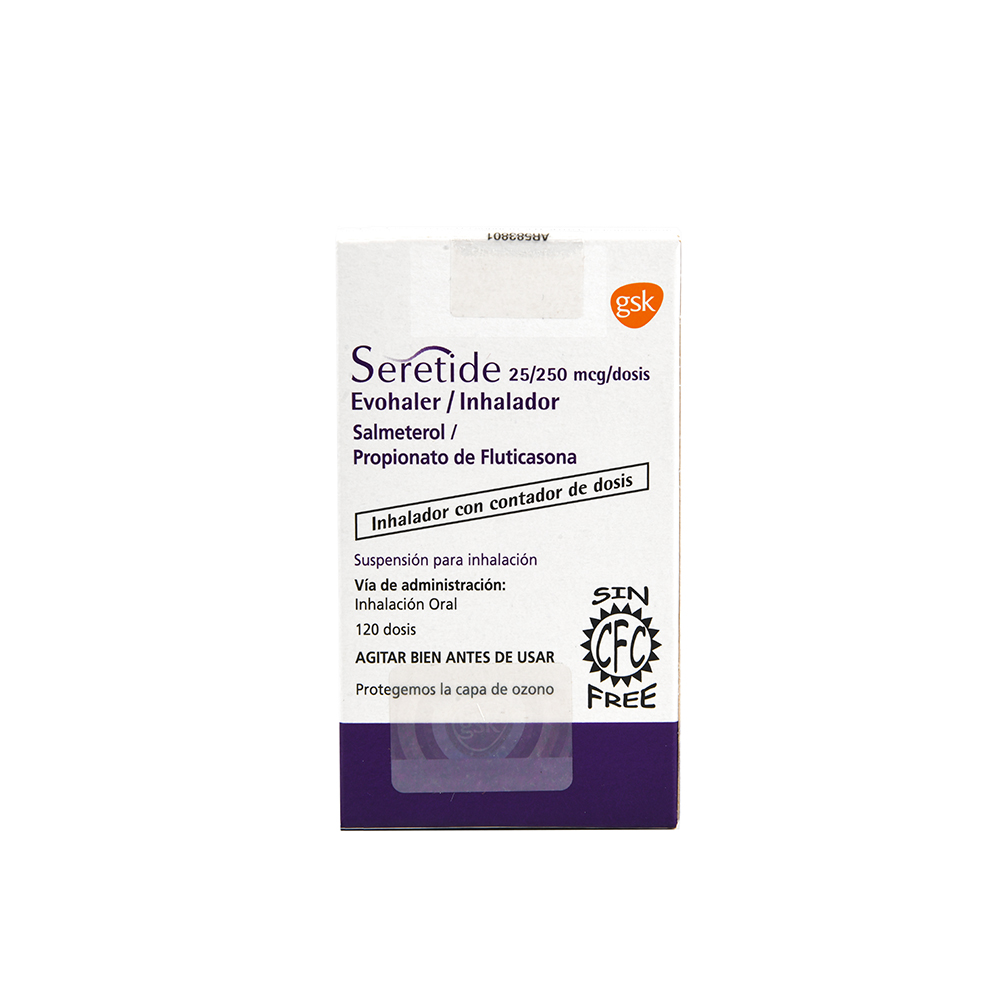 AR583801
gsk
Seretide 25/250 mcg/dosis
Evohaler / Inhalador
Salmeterol /
Propionato de Fluticasona
Inhalador con contador de dosis
Suspensión para inhalación
Vía de administración:
Inhalación Oral
120 dosis
AGITAR BIEN ANTES DE USAR
Protegemos la capa de ozono
SIN
CFC
FREE
gsk